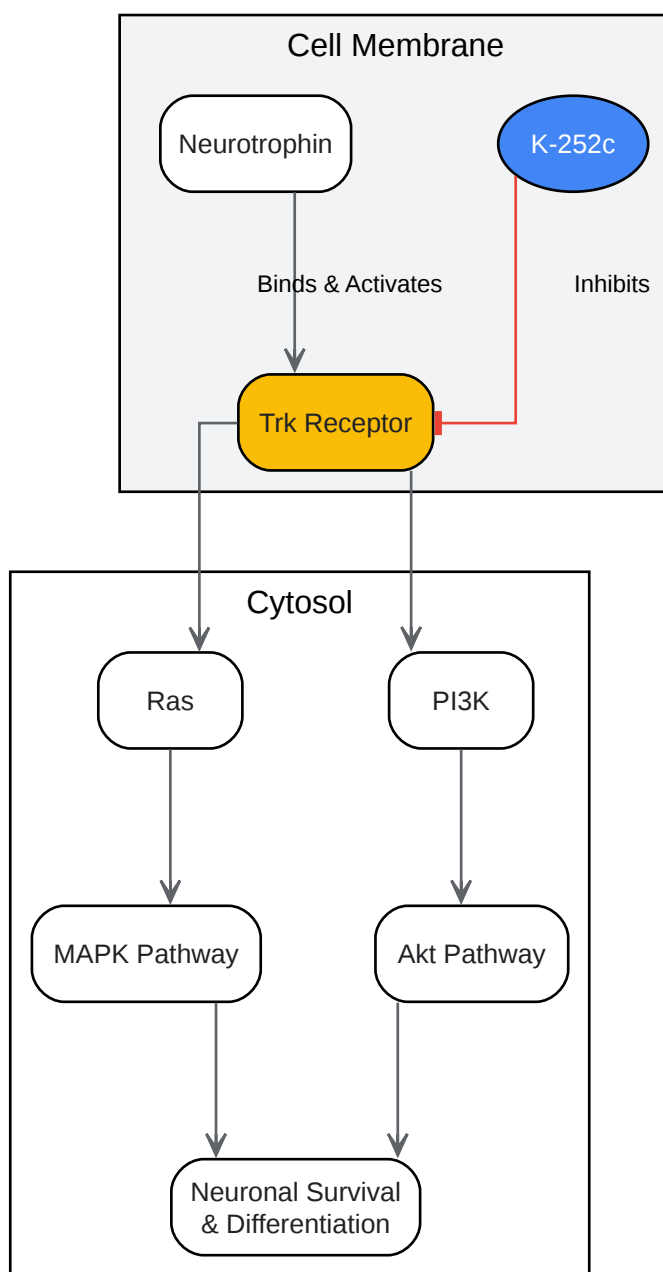 Cell Membrane
Neurotrophin
K-252c
Binds & Activates
Inhibits
Trk Receptor
Cytosol
Ras
PI3K
MAPK Pathway
Akt Pathway
Neuronal Survival
& Differentiation